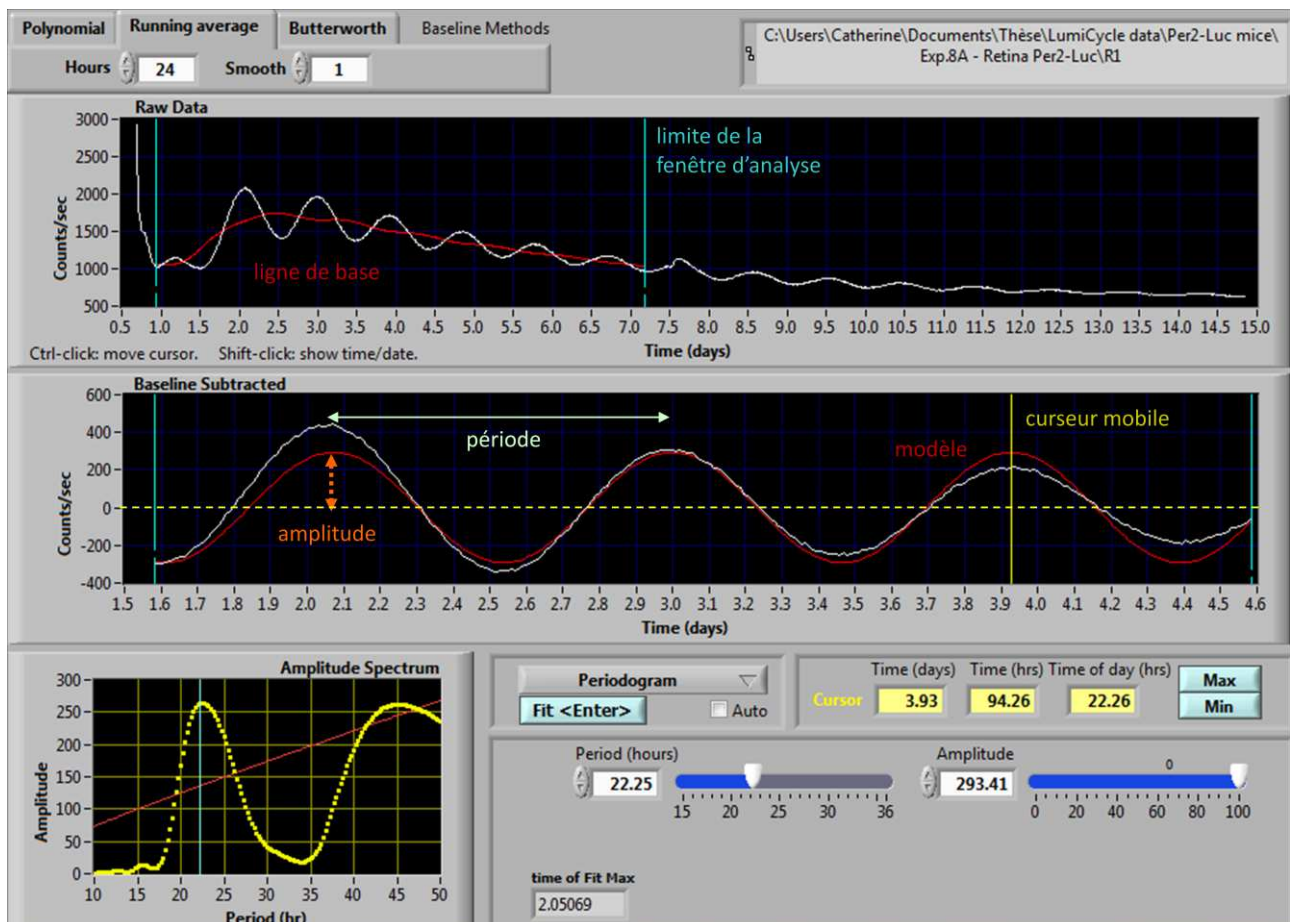 Polynomial Running average Butterworth Baseline Methods
Hours 24 Smooth 1
C:\Users\Catherine\Documents\Thèse\LumiCycle data\Per2-Luc mice\
Exp.8A - Retina Per2-Luc\R1
Raw Data
3000
2500
2000
1500
1000
500
Counts/sec
limite de la
fenêtre d'analyse
ligne de base
0.5 1.0 1.5 2.0 2.5 3.0 3.5 4.0 4.5 5.0 5.5 6.0 6.5 7.0 7.5 8.0 8.5 9.0 9.5 10.0 10.5 11.0 11.5 12.0 12.5 13.0 13.5 14.0 14.5 15.0
Ctrl-click: move cursor. Shift-click: show time/date.
Time (days)
Baseline Subtracted
600
400
200
0
-200
-400
Counts/sec
période
amplitude
modèle
curseur mobile
1.5 1.6 1.7 1.8 1.9 2.0 2.1 2.2 2.3 2.4 2.5 2.6 2.7 2.8 2.9 3.0 3.1 3.2 3.3 3.4 3.5 3.6 3.7 3.8 3.9 4.0 4.1 4.2 4.3 4.4 4.5 4.6
Time (days)
Amplitude Spectrum
300
250
200
150
100
50
0
Amplitude
10 15 20 25 30 35 40 45 50
Period (hr)
Periodogram
Fit <Enter> Auto
Time (days) Time (hrs) Time of day (hrs)
Cursor 3.93 94.26 22.26
Max
Min
Period (hours)
22.25
15 20 25 30 36
Amplitude
293.41
0
0 20 40 60 80 100
time of Fit Max
2.05069